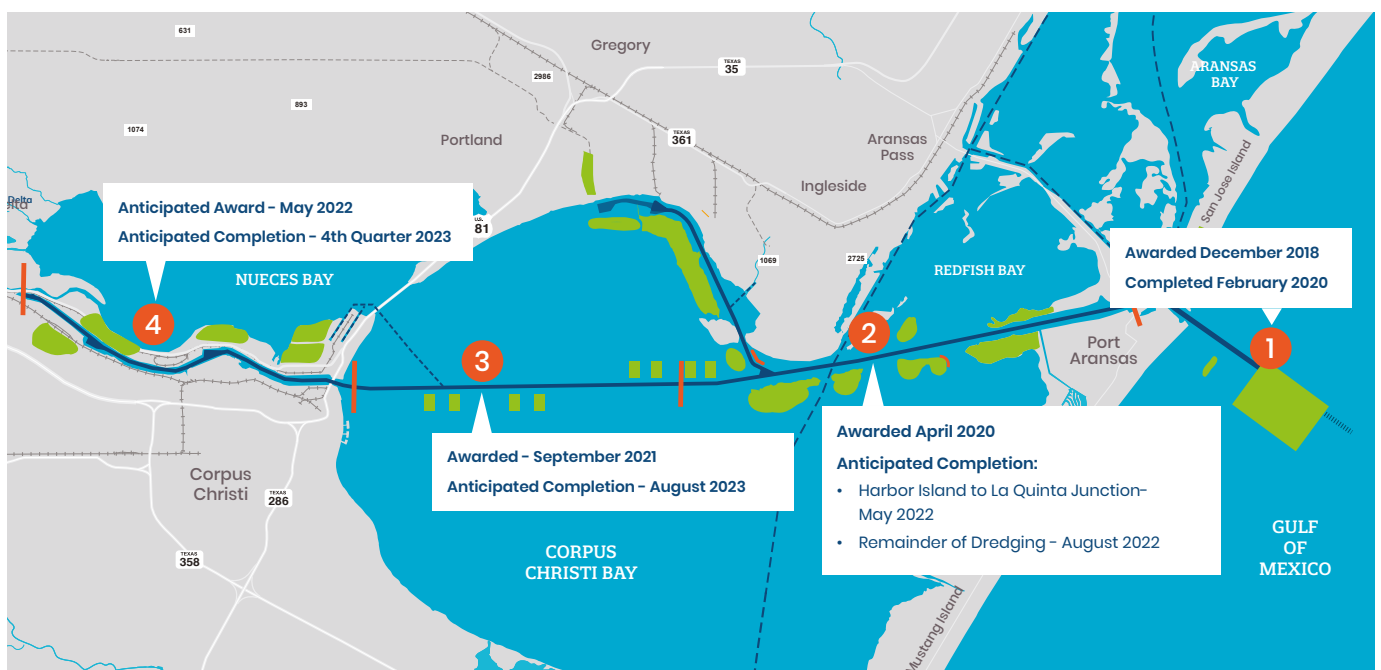 631
Gregory
TEXAS
35
ARANSAS
BAY
2986
893
1074
Portland
TEXAS
361
Aransas
Pass
Ingleside
San Jose Island
Delta
Anticipated Award - May 2022
Anticipated Completion - 4th Quarter 2023
U.S.
81
1069
2725
REDFISH BAY
Awarded December 2018
Completed February 2020
NUECES BAY
4
3
2
1
Port
Aransas
Awarded April 2020
Anticipated Completion:
• Harbor Island to La Quinta Junction-
May 2022
• Remainder of Dredging - August 2022
Awarded - September 2021
Anticipated Completion - August 2023
Corpus
Christi
TEXAS
286
TEXAS
358
CORPUS
CHRISTI BAY
GULF
OF
MEXICO
Mustang Island